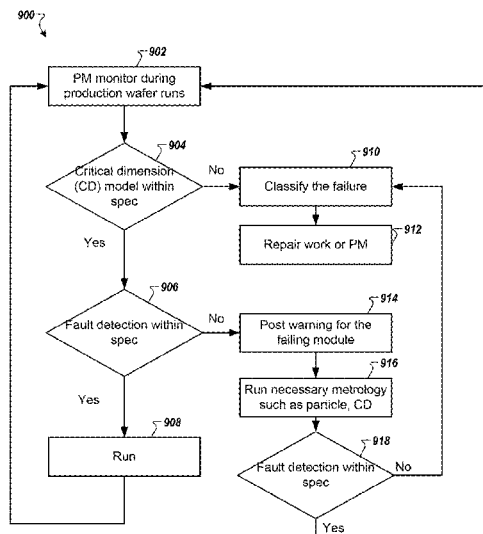 900
902
PM monitor during
production wafer runs
904
Critical dimension
(CD) model within
spec
No
910
Classify the failure
Yes
Repair work or PM
912
906
Fault detection within
spec
No
914
Post warning for the
failing module
916
Run necessary metrology
such as particle, CD
Yes
908
Run
918
Fault detection within
spec
No
Yes